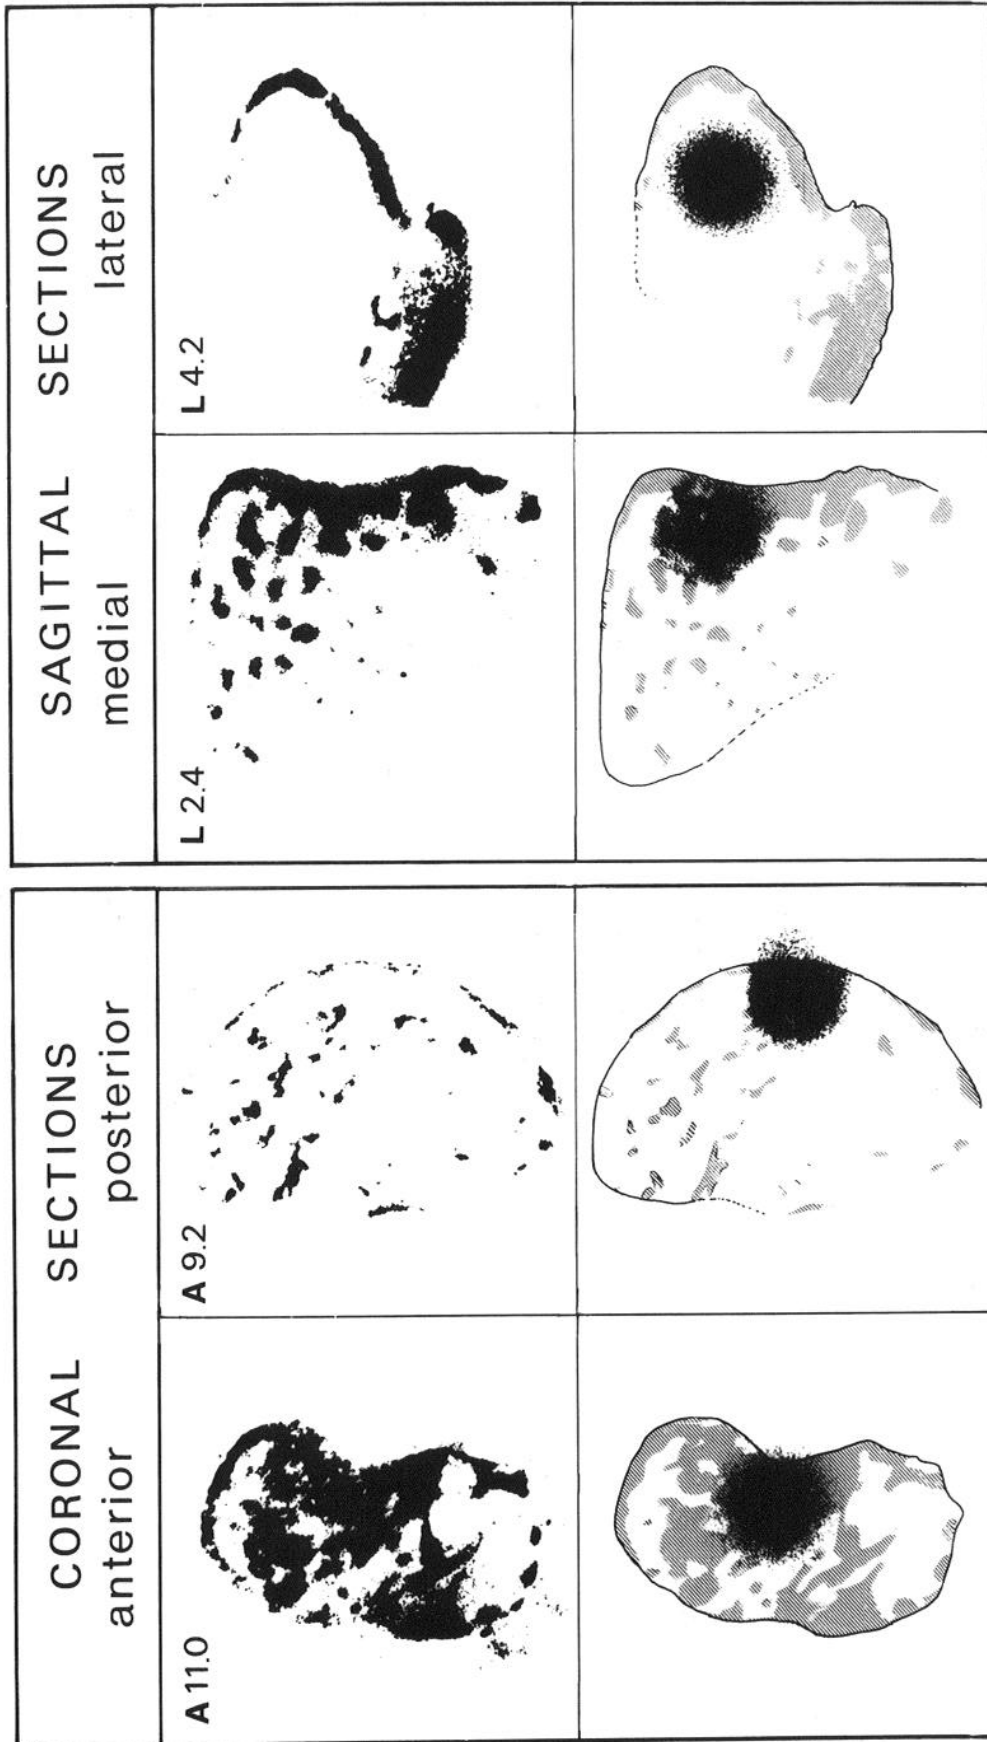 CORONAL SECTIONS
anterior posterior
A 11.0
A 9.2
SAGITTAL SECTIONS
medial lateral
L 2.4
L 4.2